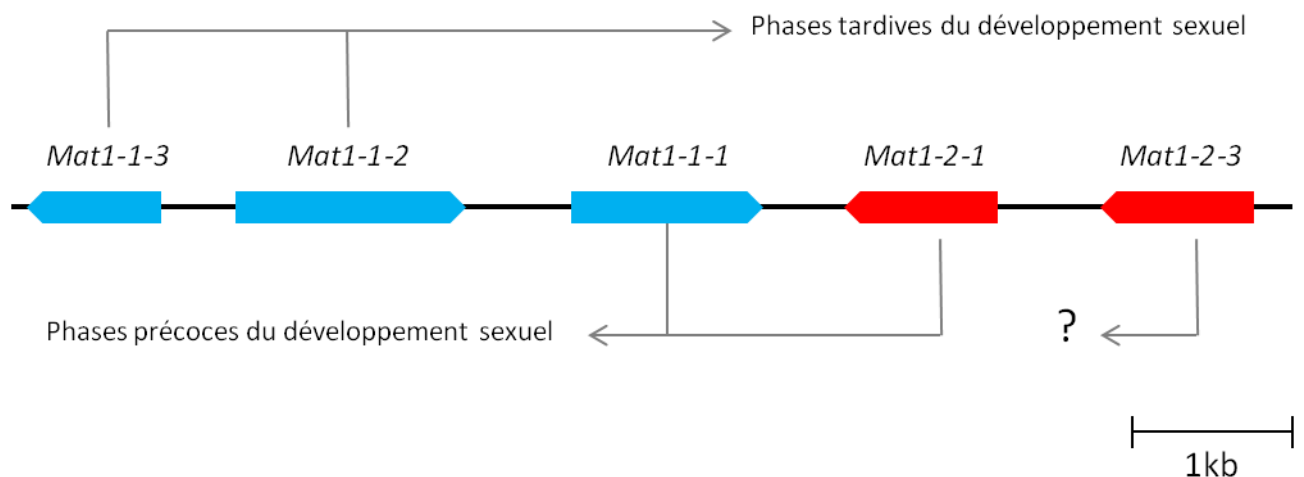 Phases tardives du développement sexuel
Mat1-1-3 Mat1-1-2 Mat1-1-1 Mat1-2-1 Mat1-2-3
Phases précoces du développement sexuel ?
1kb